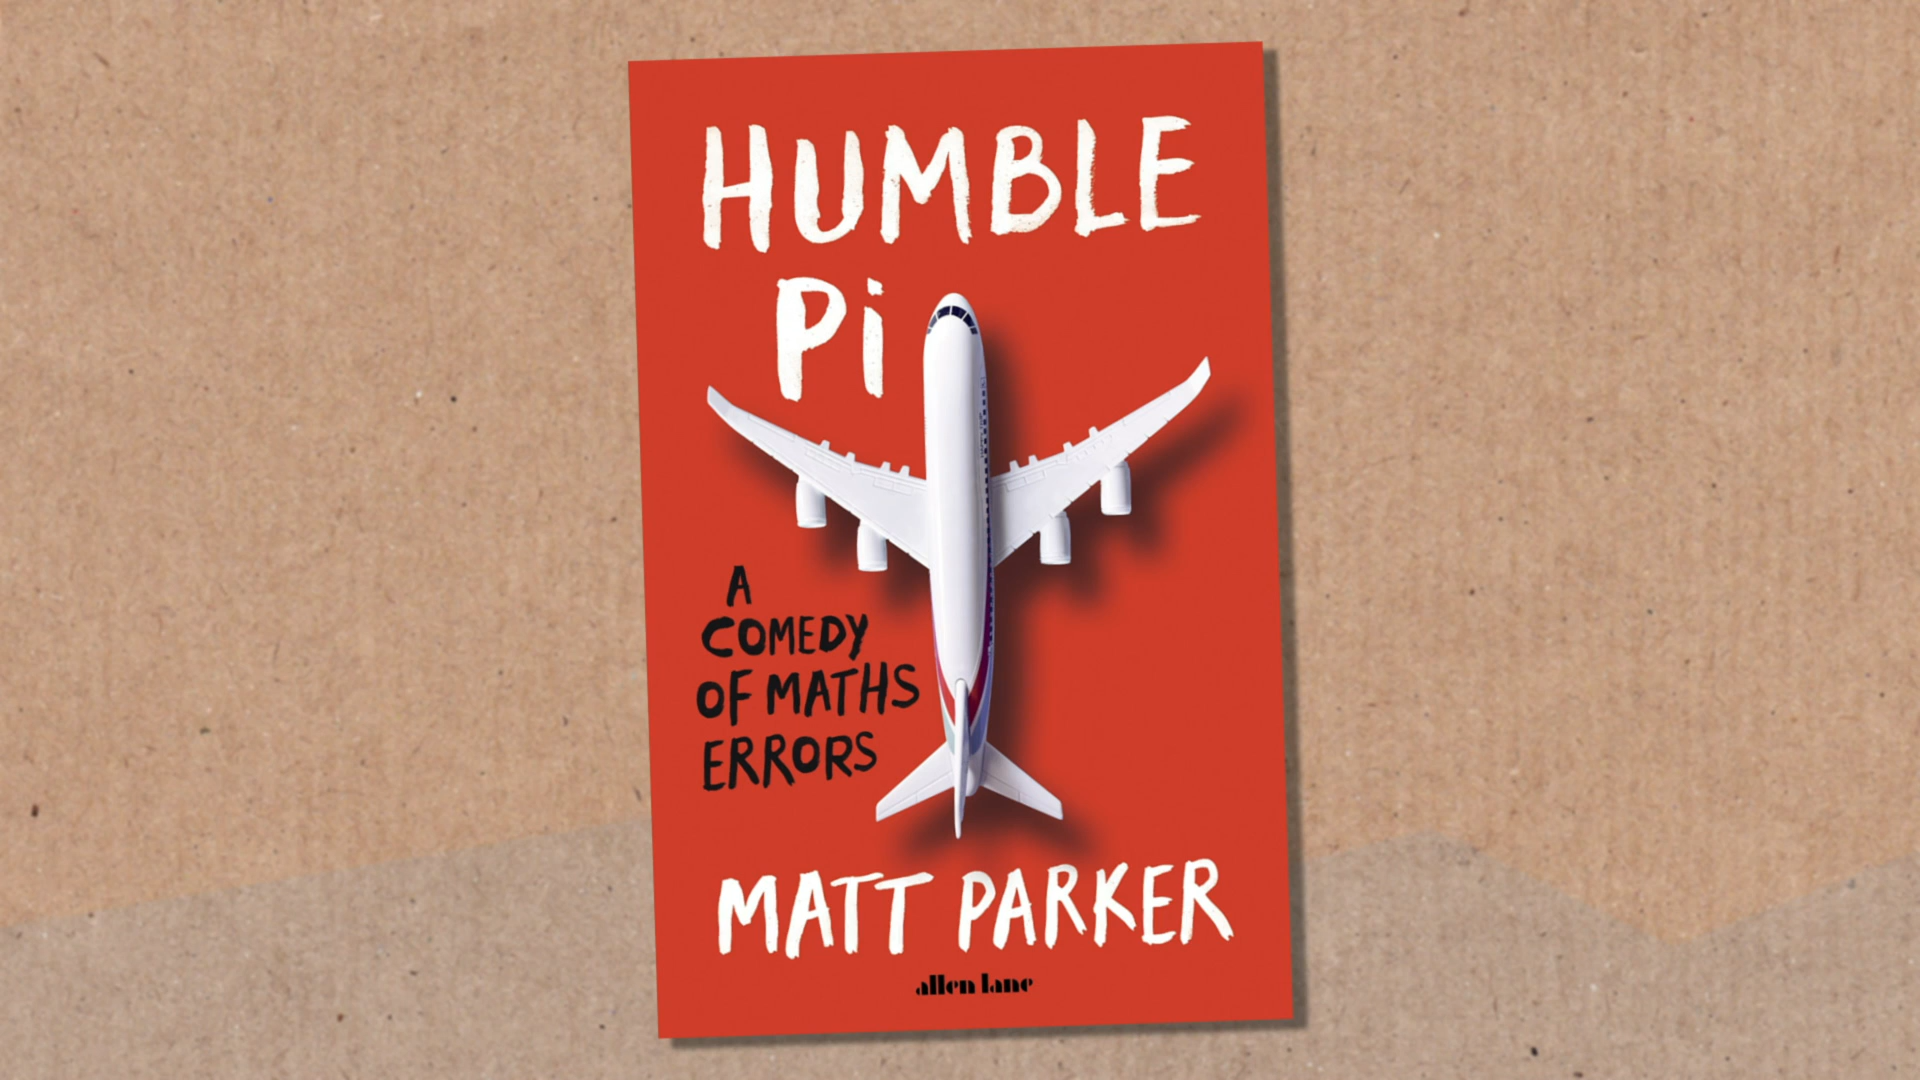 HUMBLE
Pi
A
COMEDY
OF MATHS
ERRORS
MATT PARKER
allen lane